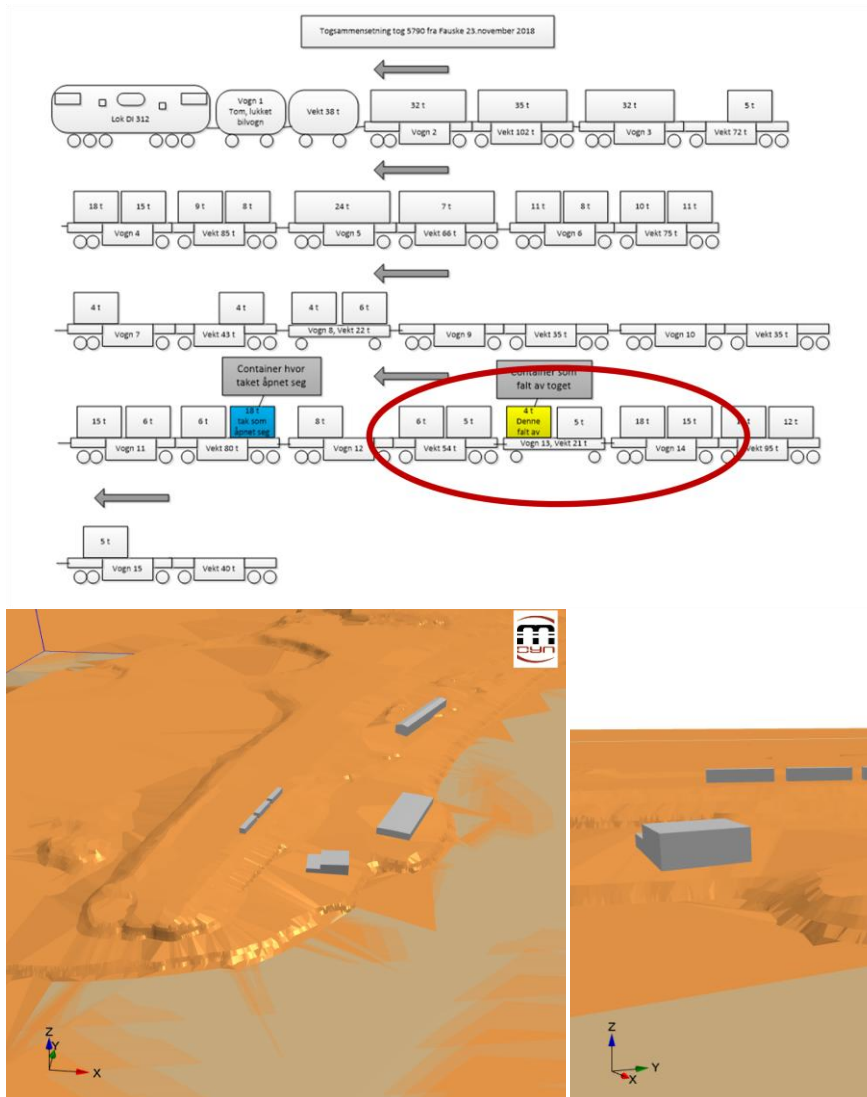 Togsammensetning tog 5790 fra Fauske 23.november 2018
Lok DI 312
Vogn 1
Tom, lukket
bilvogn
Vekt 38 t
32 t
Vogn 2
35 t
Vekt 102 t
32 t
Vogn 3
5 t
Vekt 72 t
18 t
15 t
Vogn 4
9 t
8 t
Vekt 85 t
24 t
Vogn 5
7 t
Vekt 66 t
11 t
8 t
Vogn 6
10 t
11 t
Vekt 75 t
4 t
Vogn 7
4 t
Vekt 43 t
4 t
6 t
Vogn 8, Vekt 22 t
Vogn 9
Vekt 35 t
Vogn 10
Vekt 35 t
Container hvor
taket åpnet seg
Container som
falt av toget
15 t
6 t
Vogn 11
6 t
18 t
tak som
åpnet seg
Vekt 80 t
8 t
Vogn 12
6 t
5 t
Vekt 54 t
4 t
Denne
falt av
5 t
Vogn 13, Vekt 21 t
18 t
15 t
Vogn 14
12 t
Vekt 95 t
5 t
Vogn 15
Vekt 40 t
m
DYN
Z
Y
X
Z
Y
X